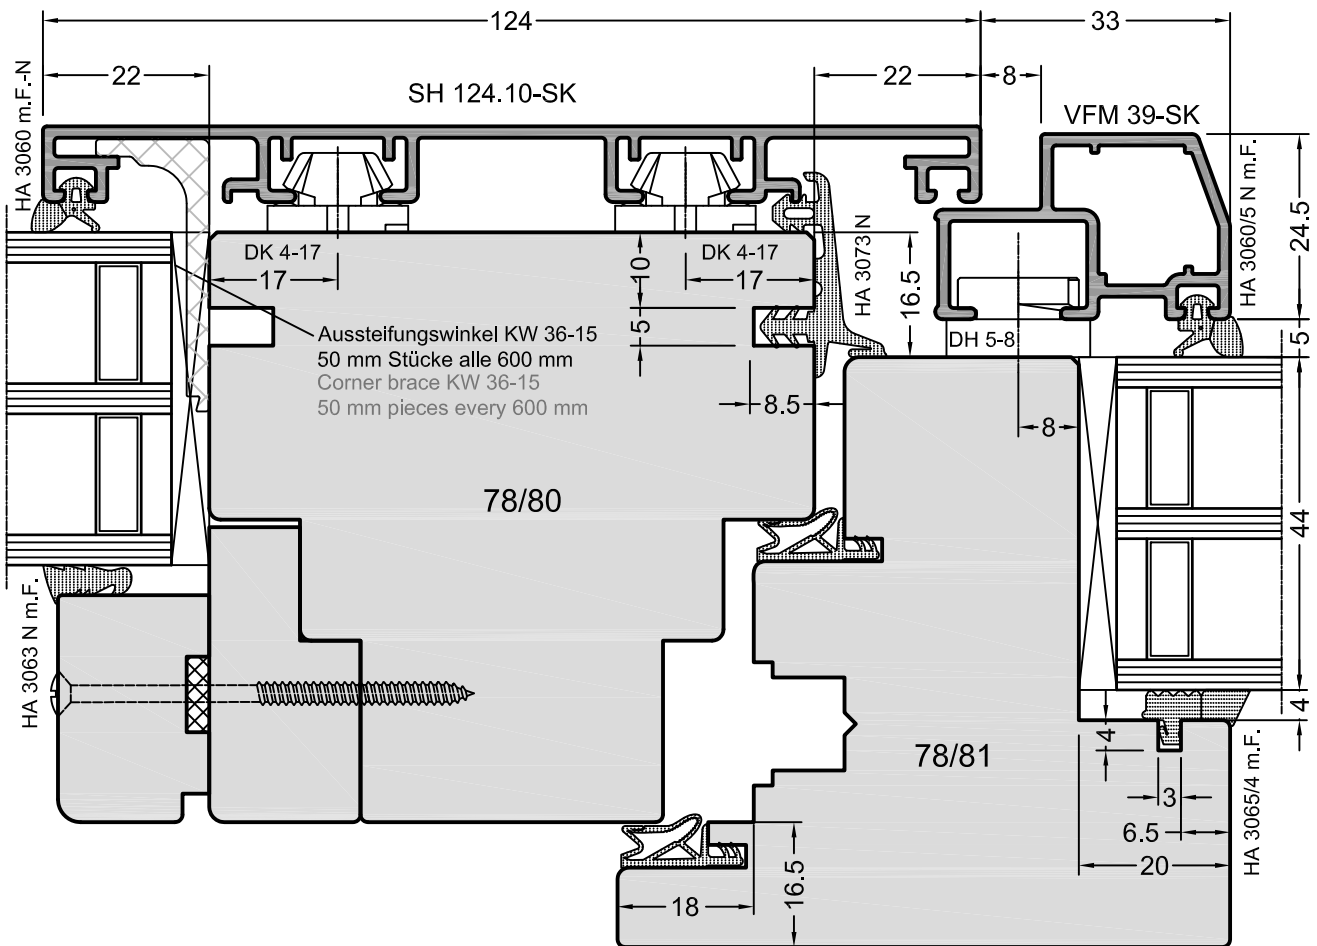 124
33
22
22
8
SH 124.10-SK
VFM 39-SK
HA 3060 m.F.-N
HA 3060/5 N m.F.
24.5
DK 4-17
17
10
DK 4-17
17
HA 3073 N
16.5
5
DH 5-8
5
Aussteifungswinkel KW 36-15
50 mm Stücke alle 600 mm
Corner brace KW 36-15
50 mm pieces every 600 mm
8.5
8
78/80
44
HA 3063 N m.F.
4
4
78/81
3
6.5
20
HA 3065/4 m.F.
18
16.5